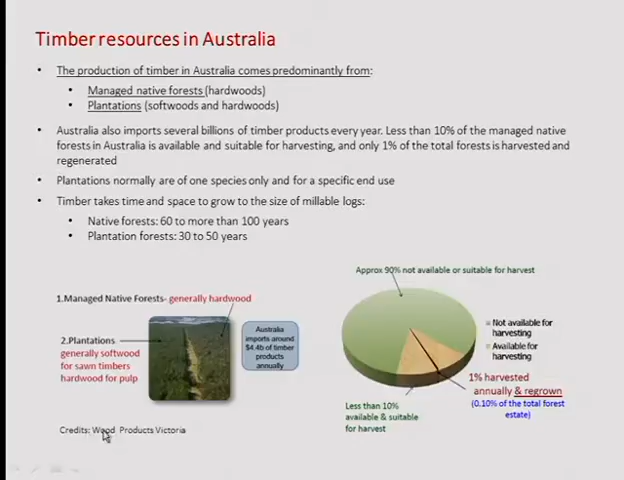 Timber resources in Australia
• The production of timber in Australia comes predominantly from:
• Managed native forests (hardwoods)
• Plantations (softwoods and hardwoods)
• Australia also imports several billions of timber products every year. Less than 10% of the managed native
forests in Australia is available and suitable for harvesting, and only 1% of the total forests is harvested and
regenerated
• Plantations normally are of one species only and for a specific end use
• Timber takes time and space to grow to the size of millable logs:
• Native forests: 60 to more than 100 years
• Plantation forests: 30 to 50 years
1.Managed Native Forests- generally hardwood
2.Plantations
generally softwood
for sawn timbers
hardwood for pulp
Australia
imports around
$4.4b of timber
products
annually
Credits: Wood Products Victoria
Approx 90% not available or suitable for harvest
Not available for
harvesting
Available for
harvesting
1% harvested
annually & regrown
(0.10% of the total forest
estate)
Less than 10%
available & suitable
for harvest